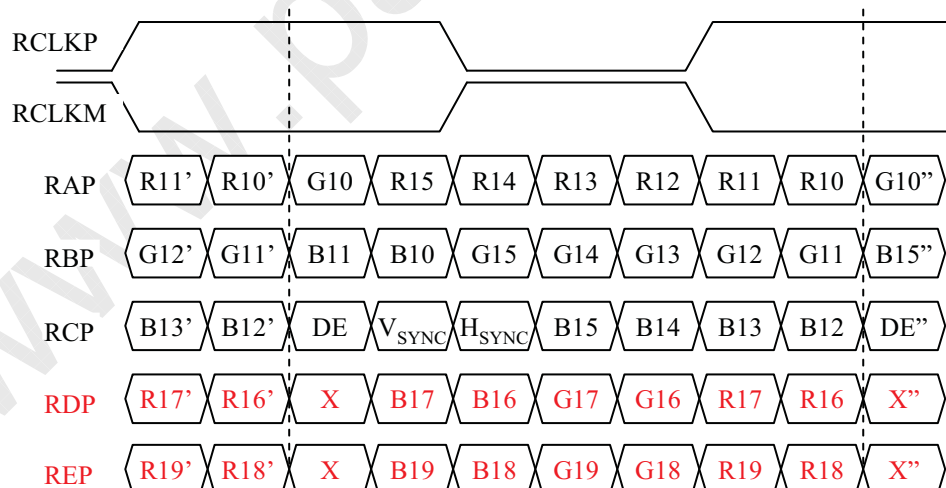 RCLKP
RCLKM
RAP R11’ R10’ G10 R15 R14 R13 R12 R11 R10 G10”
RBP G12’ G11’ B11 B10 G15 G14 G13 G12 G11 B15”
RCP B13’ B12’ DE VSYNC HSYNC B15 B14 B13 B12 DE”
RDP R17’ R16’ X B17 B16 G17 G16 R17 R16 X”
REP R19’ R18’ X B19 B18 G19 G18 R19 R18 X”